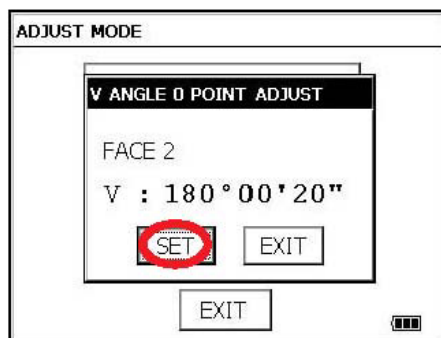 ADJUST MODE
V ANGLE 0 POINT ADJUST
FACE 2
V : 180°00'20"
SET EXIT
EXIT